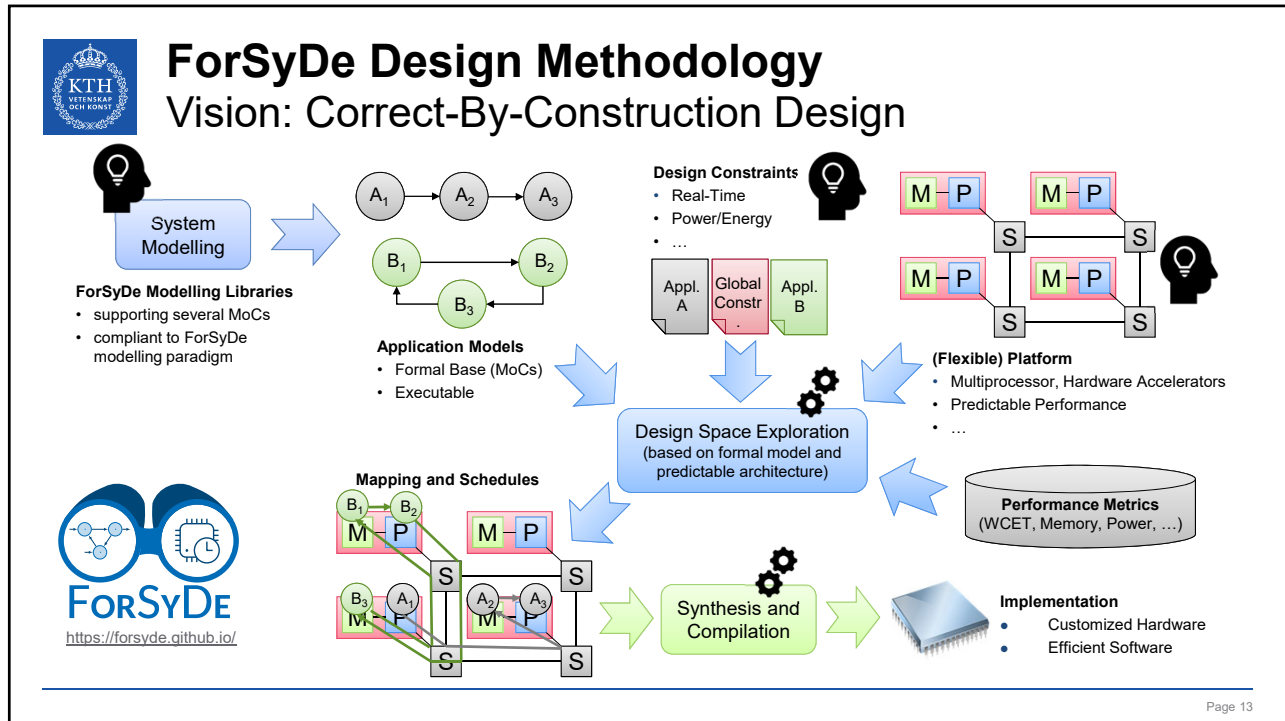 KTH
VETENSKAP
OCH KONST
ForSyDe Design Methodology
Vision: Correct-By-Construction Design
System
Modelling
ForSyDe Modelling Libraries
• supporting several MoCs
• compliant to ForSyDe
modelling paradigm
A1
A2
A3
B1
B2
B3
Application Models
• Formal Base (MoCs)
• Executable
Design Constraints
• Real-Time
• Power/Energy
• …
Appl.
A
Global
Constr
.
Appl.
B
M P
M P
S
S
M P
M P
S
S
(Flexible) Platform
• Multiprocessor, Hardware Accelerators
• Predictable Performance
• …
Design Space Exploration
(based on formal model and
predictable architecture)
Performance Metrics
(WCET, Memory, Power, …)
Mapping and Schedules
B1
B2
M P
M P
S
S
B3
A1
A2
A3
M P
M P
S
S
Synthesis and
Compilation
Implementation
• Customized Hardware
• Efficient Software
FORSYDE
https://forsyde.github.io/
Page 13